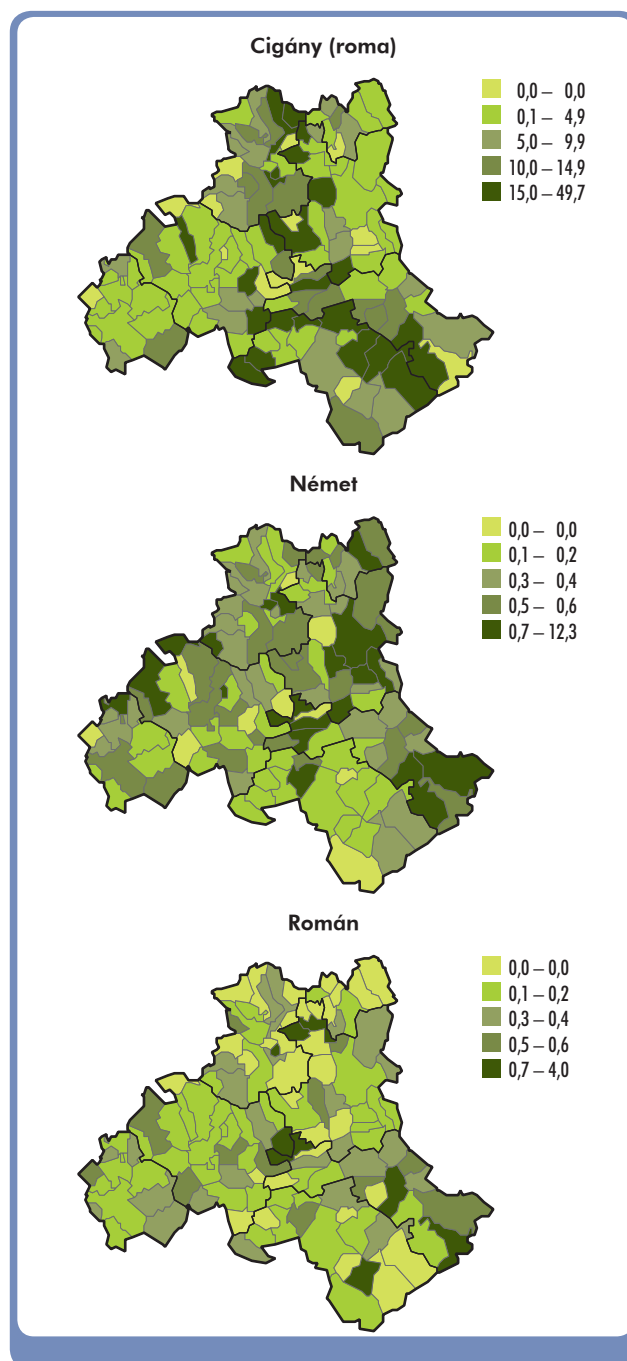 Cigány (roma)
0,0 – 0,0
0,1 – 4,9
5,0 – 9,9
10,0 – 14,9
15,0 – 49,7
Német
0,0 – 0,0
0,1 – 0,2
0,3 – 0,4
0,5 – 0,6
0,7 – 12,3
Román
0,0 – 0,0
0,1 – 0,2
0,3 – 0,4
0,5 – 0,6
0,7 – 4,0